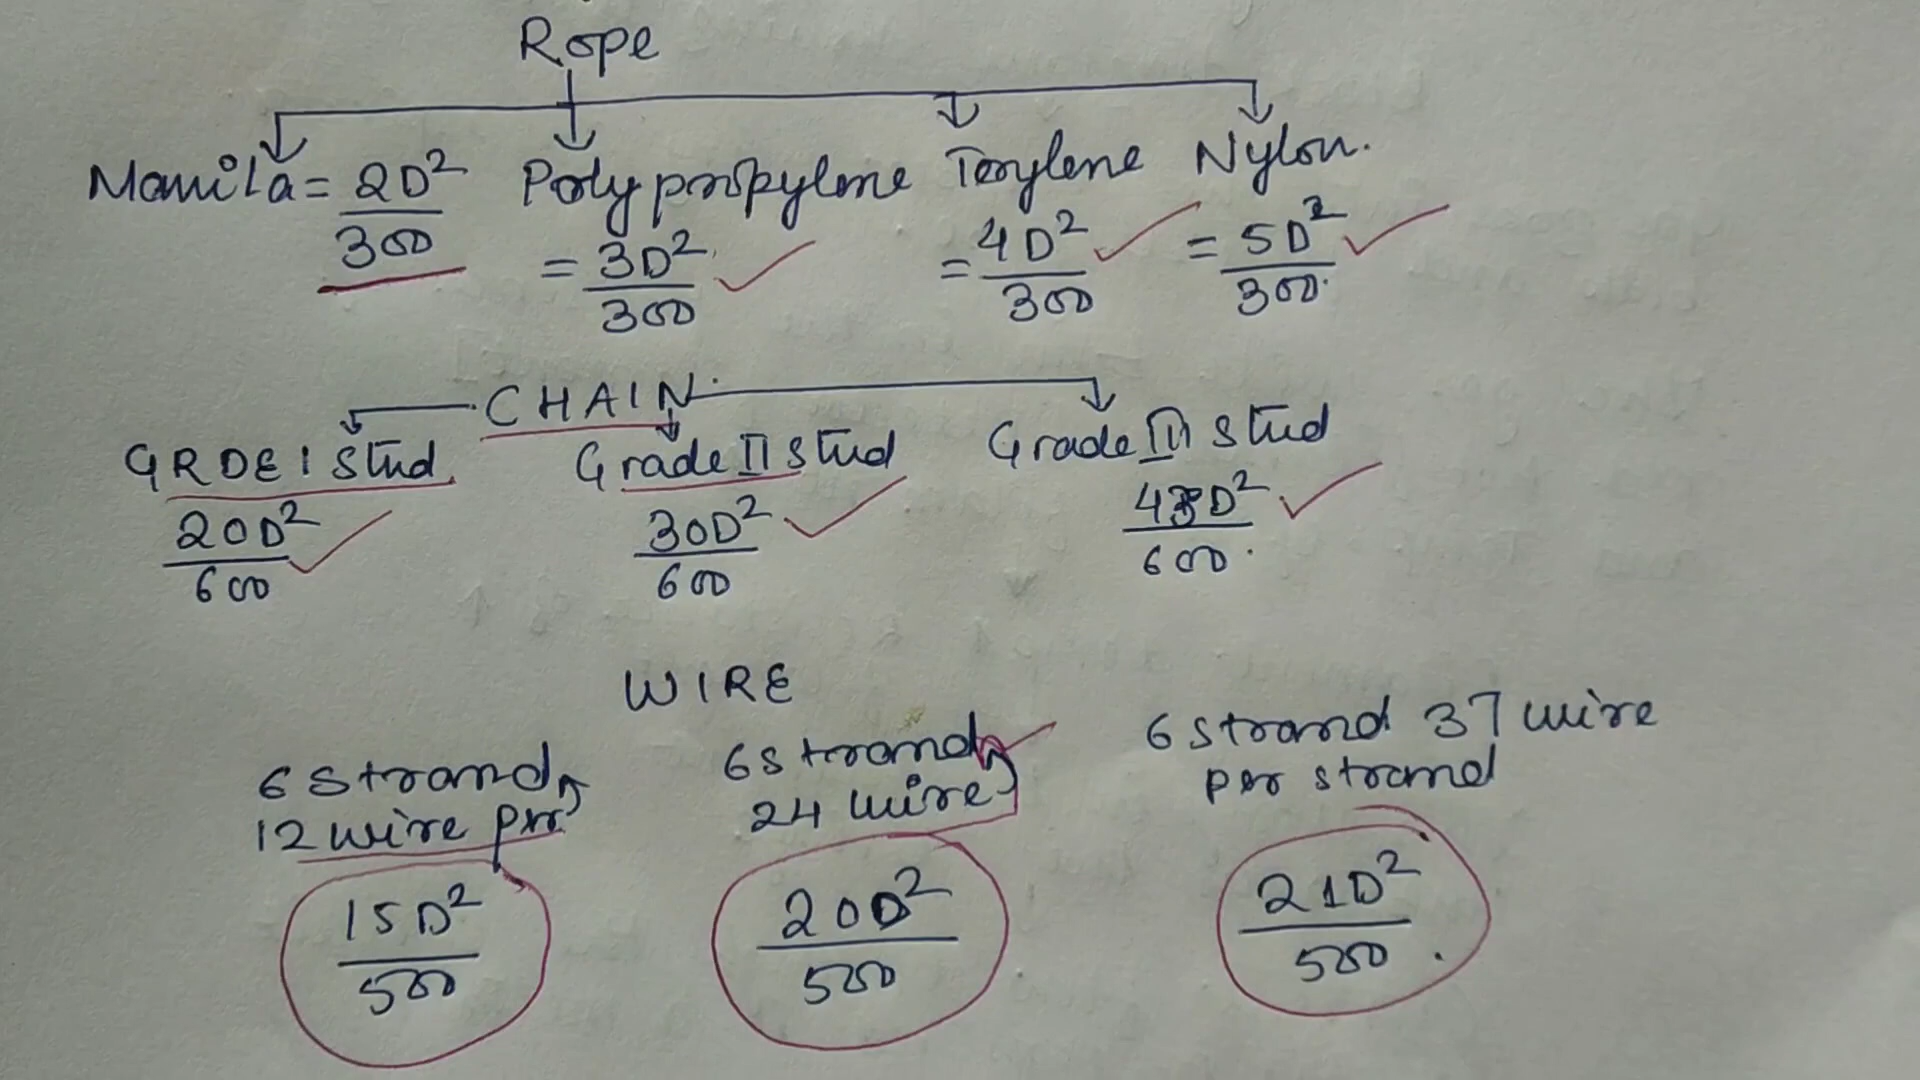 Rope
Manila = 2D²/300
Polypropylene = 3D²/300
Terylene = 4D²/300
Nylon. = 5D²/300
CHAIN
GRDE I Stud 20D²/600
Grade II Stud 30D²/600
Grade III Stud 43D²/600
WIRE
6 Strand
12 wire per
15D²/500
6 Strand
24 wire
20D²/500
6 Strand 37 wire
per strand
21D²/500